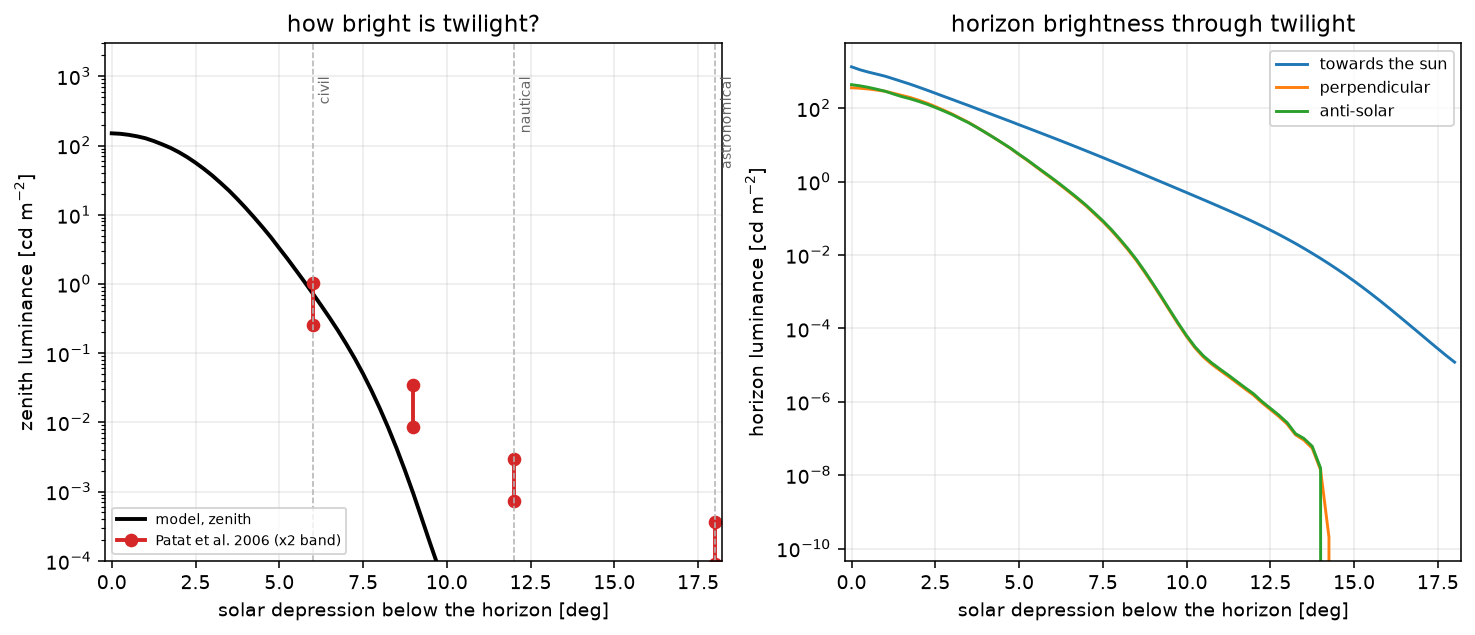 how bright is twilight?
zenith luminance [cd m⁻²]
10³
10²
10¹
10⁰
10⁻¹
10⁻²
10⁻³
10⁻⁴
civil
nautical
astronomical
model, zenith
Patat et al. 2006 (x2 band)
0.0 2.5 5.0 7.5 10.0 12.5 15.0 17.5
solar depression below the horizon [deg]
horizon brightness through twilight
horizon luminance [cd m⁻²]
10²
10⁰
10⁻²
10⁻⁴
10⁻⁶
10⁻⁸
10⁻¹⁰
towards the sun
perpendicular
anti-solar
0.0 2.5 5.0 7.5 10.0 12.5 15.0 17.5
solar depression below the horizon [deg]